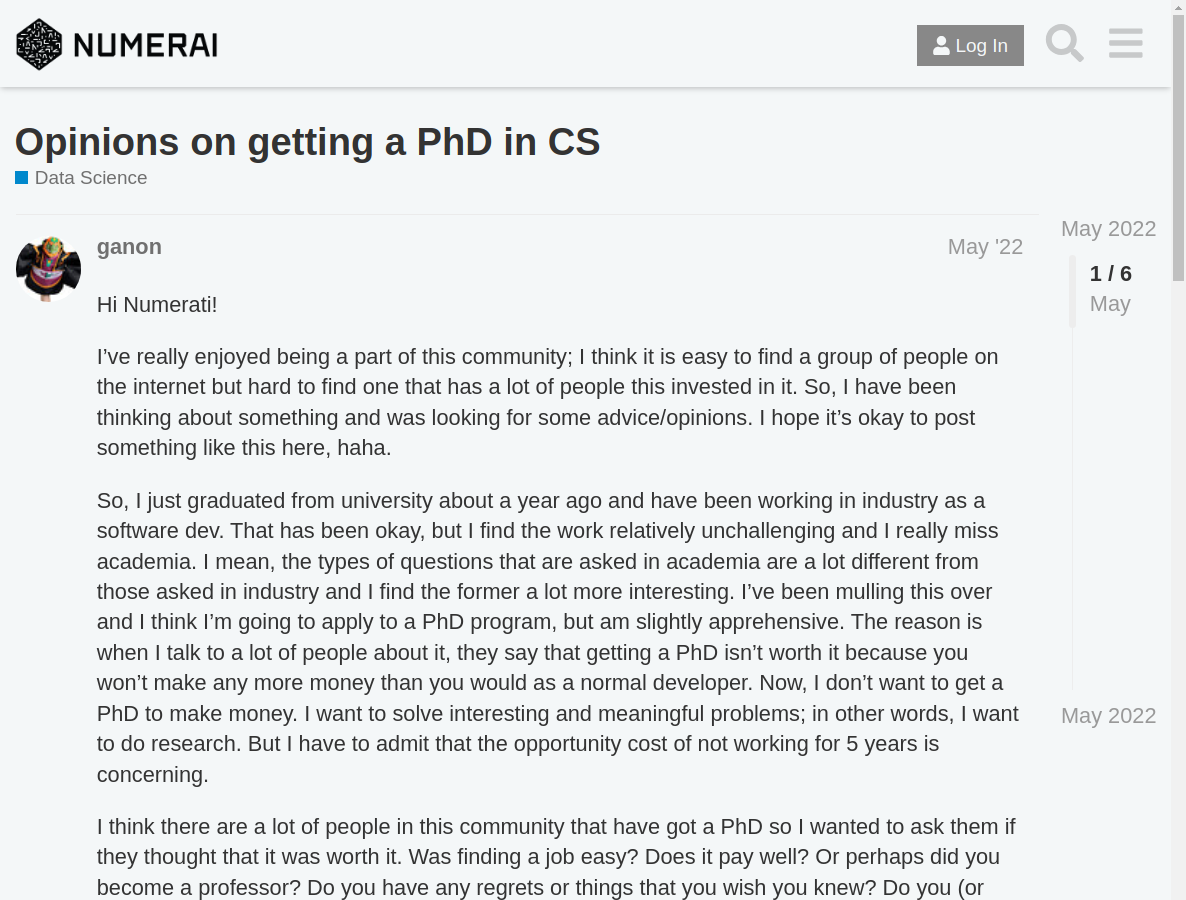 NUMERAI
Log In
Opinions on getting a PhD in CS
Data Science
May 2022
ganon
May '22
1 / 6
May
Hi Numerati!
I’ve really enjoyed being a part of this community; I think it is easy to find a group of people on
the internet but hard to find one that has a lot of people this invested in it. So, I have been
thinking about something and was looking for some advice/opinions. I hope it’s okay to post
something like this here, haha.
So, I just graduated from university about a year ago and have been working in industry as a
software dev. That has been okay, but I find the work relatively unchallenging and I really miss
academia. I mean, the types of questions that are asked in academia are a lot different from
those asked in industry and I find the former a lot more interesting. I’ve been mulling this over
and I think I’m going to apply to a PhD program, but am slightly apprehensive. The reason is
when I talk to a lot of people about it, they say that getting a PhD isn’t worth it because you
won’t make any more money than you would as a normal developer. Now, I don’t want to get a
PhD to make money. I want to solve interesting and meaningful problems; in other words, I want
to do research. But I have to admit that the opportunity cost of not working for 5 years is
concerning.
May 2022
I think there are a lot of people in this community that have got a PhD so I wanted to ask them if
they thought that it was worth it. Was finding a job easy? Does it pay well? Or perhaps did you
become a professor? Do you have any regrets or things that you wish you knew? Do you (or